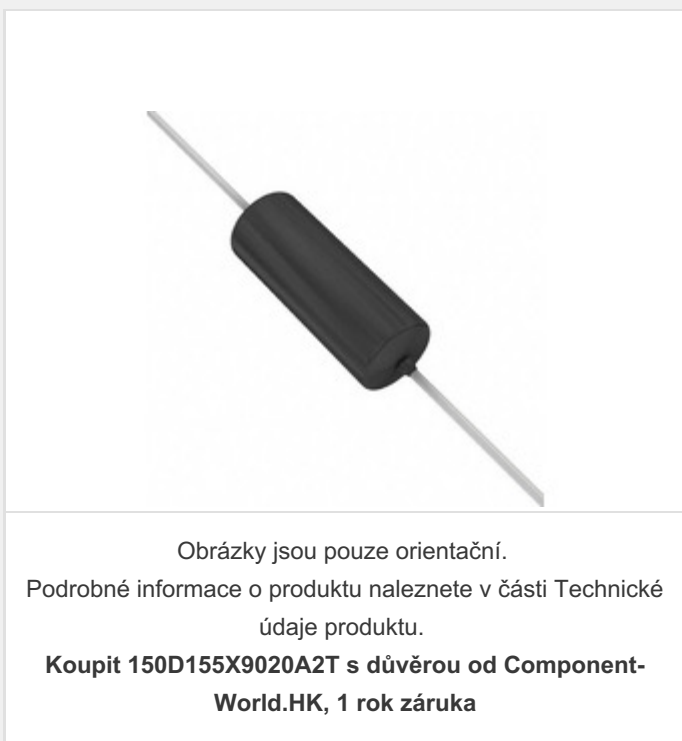 Obrázky jsou pouze orientační.
Podrobné informace o produktu naleznete v části Technické
údaje produktu.
Koupit 150D155X9020A2T s důvěrou od Component-
World.HK, 1 rok záruka